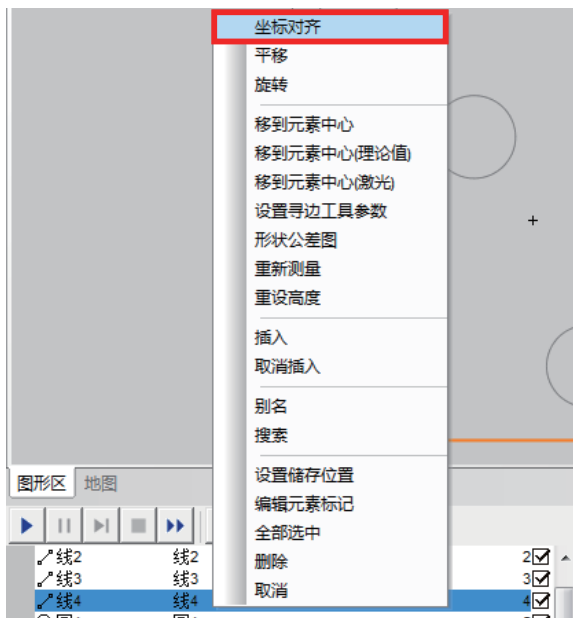 坐标对齐
平移
旋转
移到元素中心
移到元素中心(理论值)
移到元素中心(激光)
设置寻边工具参数
形状公差图
重新测量
重设高度
插入
取消插入
别名
搜索
设置储存位置
编辑元素标记
全部选中
删除
取消
图形区 地图
线2 线2 2
线3 线3 3
线4 线4 4